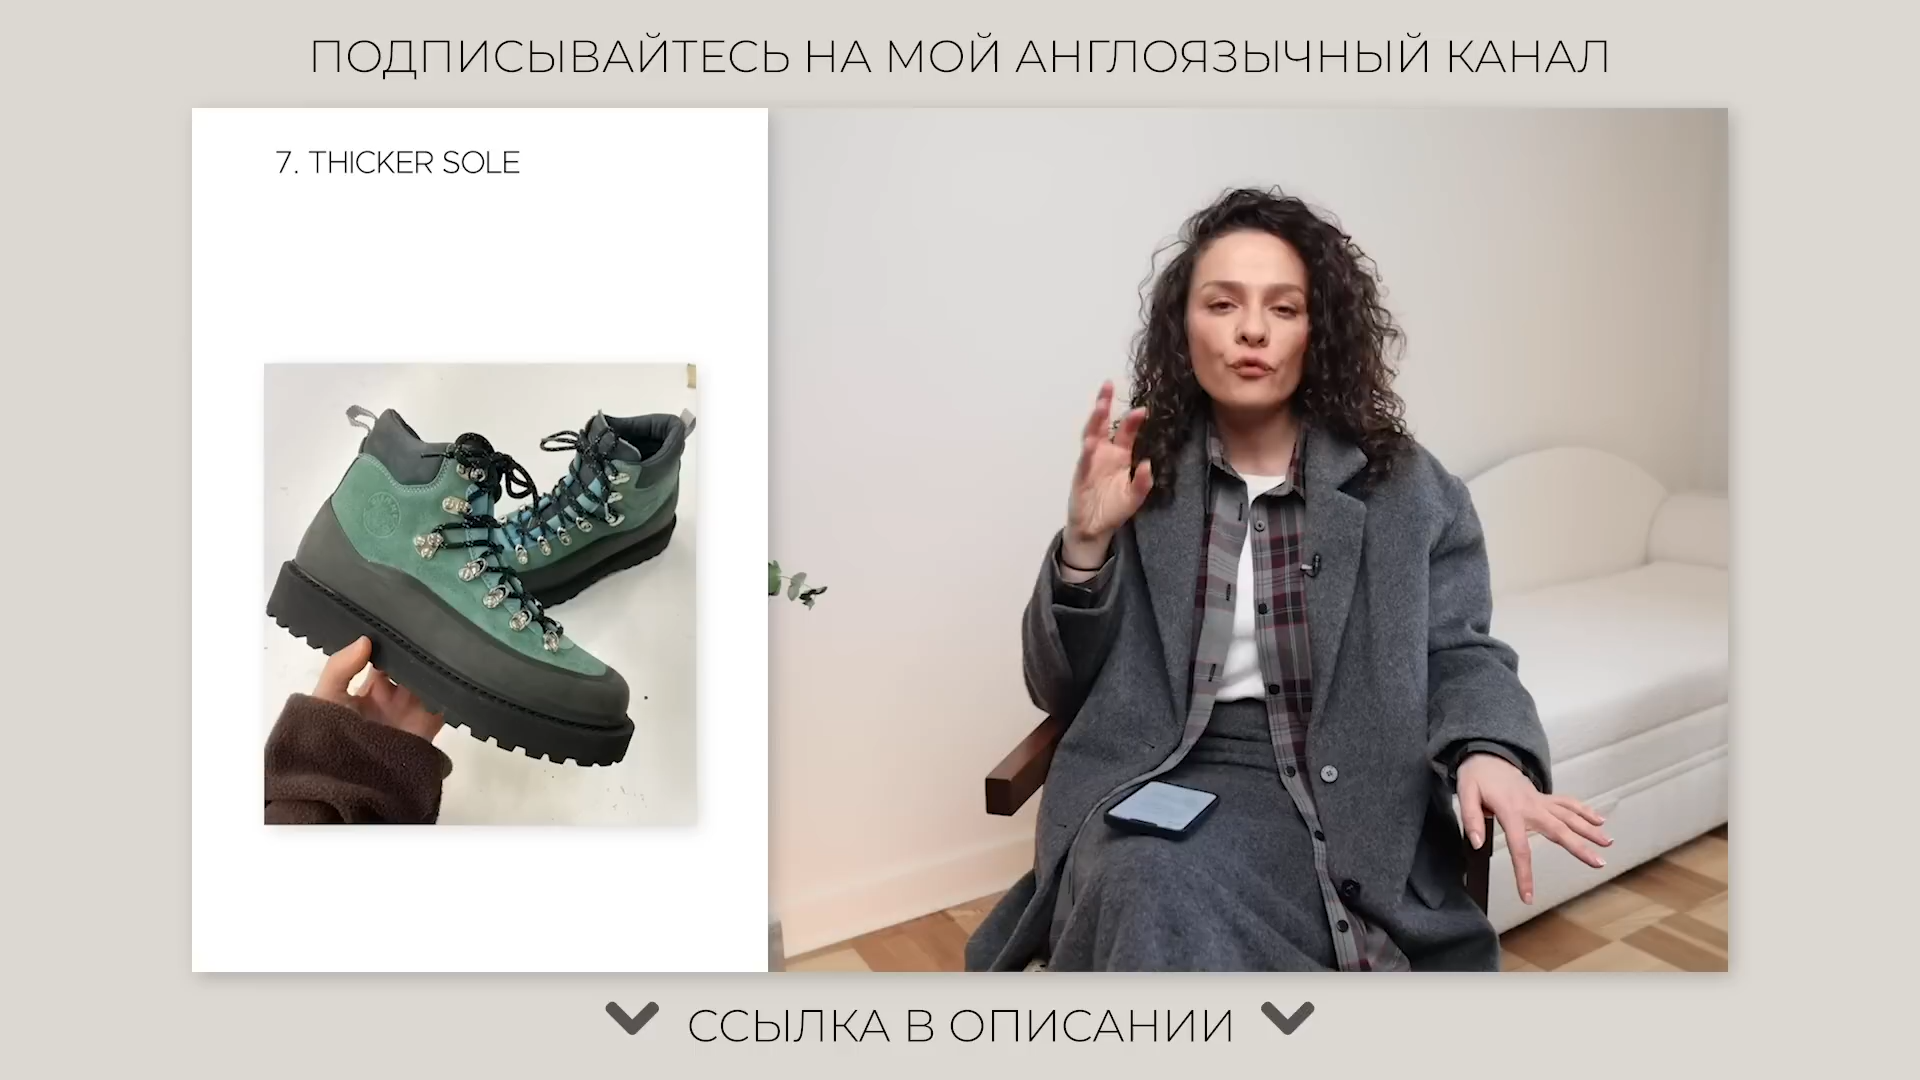 ПОДПИСЫВАЙТЕСЬ НА МОЙ АНГЛОЯЗЫЧНЫЙ КАНАЛ
7. THICKER SOLE
ССЫЛКА В ОПИСАНИИ